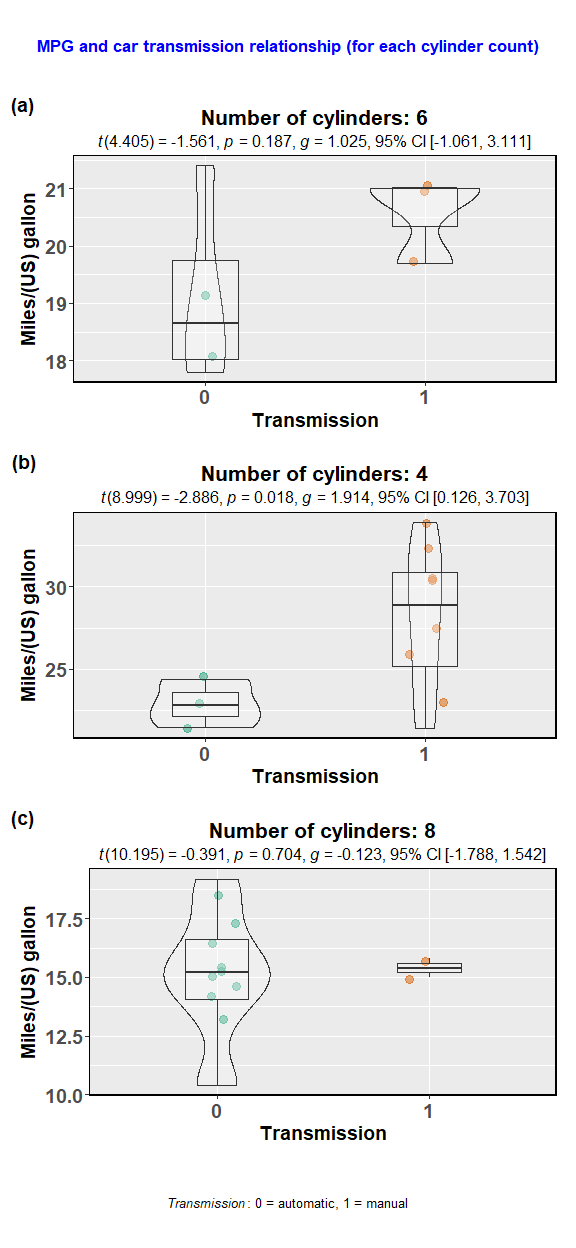 MPG and car transmission relationship (for each cylinder count)
(a)
Number of cylinders: 6
t(4.405) = -1.561, p = 0.187, g = 1.025, 95% CI [-1.061, 3.111]
Miles/(US) gallon
21
20
19
18
0 1
Transmission
(b)
Number of cylinders: 4
t(8.999) = -2.886, p = 0.018, g = 1.914, 95% CI [0.126, 3.703]
Miles/(US) gallon
30
25
0 1
Transmission
(c)
Number of cylinders: 8
t(10.195) = -0.391, p = 0.704, g = -0.123, 95% CI [-1.788, 1.542]
Miles/(US) gallon
17.5
15.0
12.5
10.0
0 1
Transmission
Transmission: 0 = automatic, 1 = manual